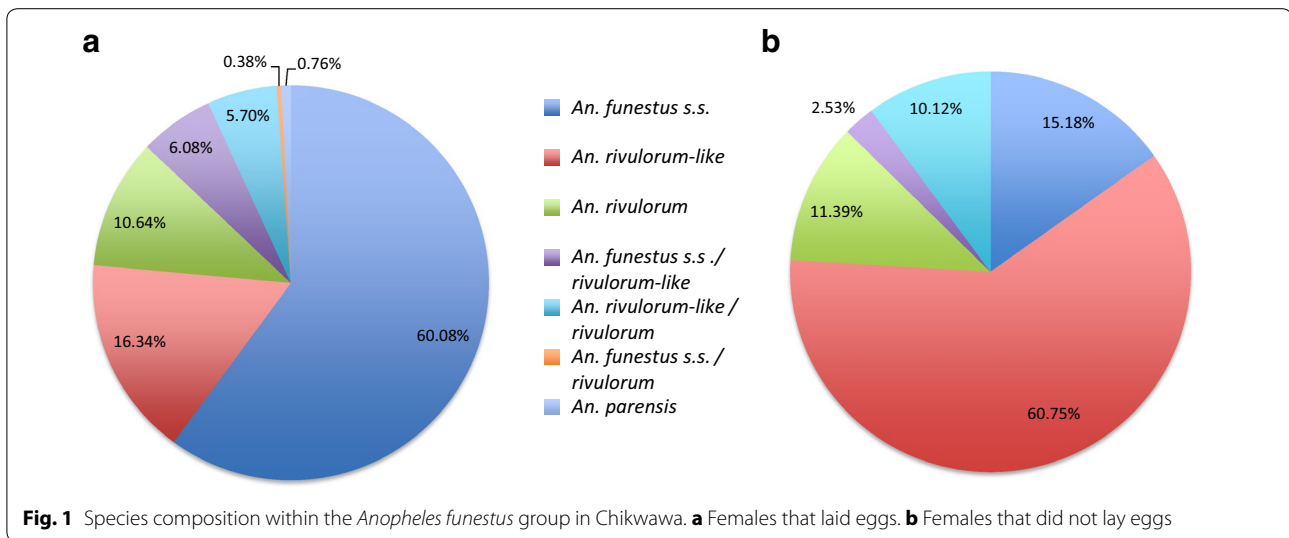 a
0.38%
0.76%
5.70%
6.08%
10.64%
16.34%
60.08%
An. funestus s.s.
An. rivulorum-like
An. rivulorum
An. funestus s.s ./
rivulorum-like
An. rivulorum-like /
rivulorum
An. funestus s.s. /
rivulorum
An. parensis
b
2.53%
10.12%
15.18%
11.39%
60.75%
Fig. 1 Species composition within the Anopheles funestus group in Chikwawa. a Females that laid eggs. b Females that did not lay eggs